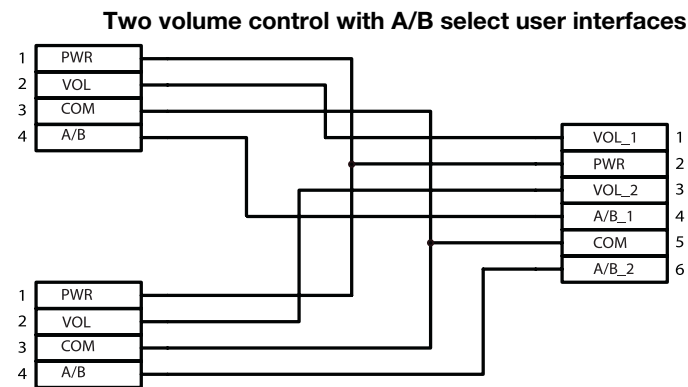 Two volume control with A/B select user interfaces
1 PWR
2 VOL
3 COM
4 A/B
VOL_1 1
PWR 2
VOL_2 3
A/B_1 4
COM 5
A/B_2 6
1 PWR
2 VOL
3 COM
4 A/B